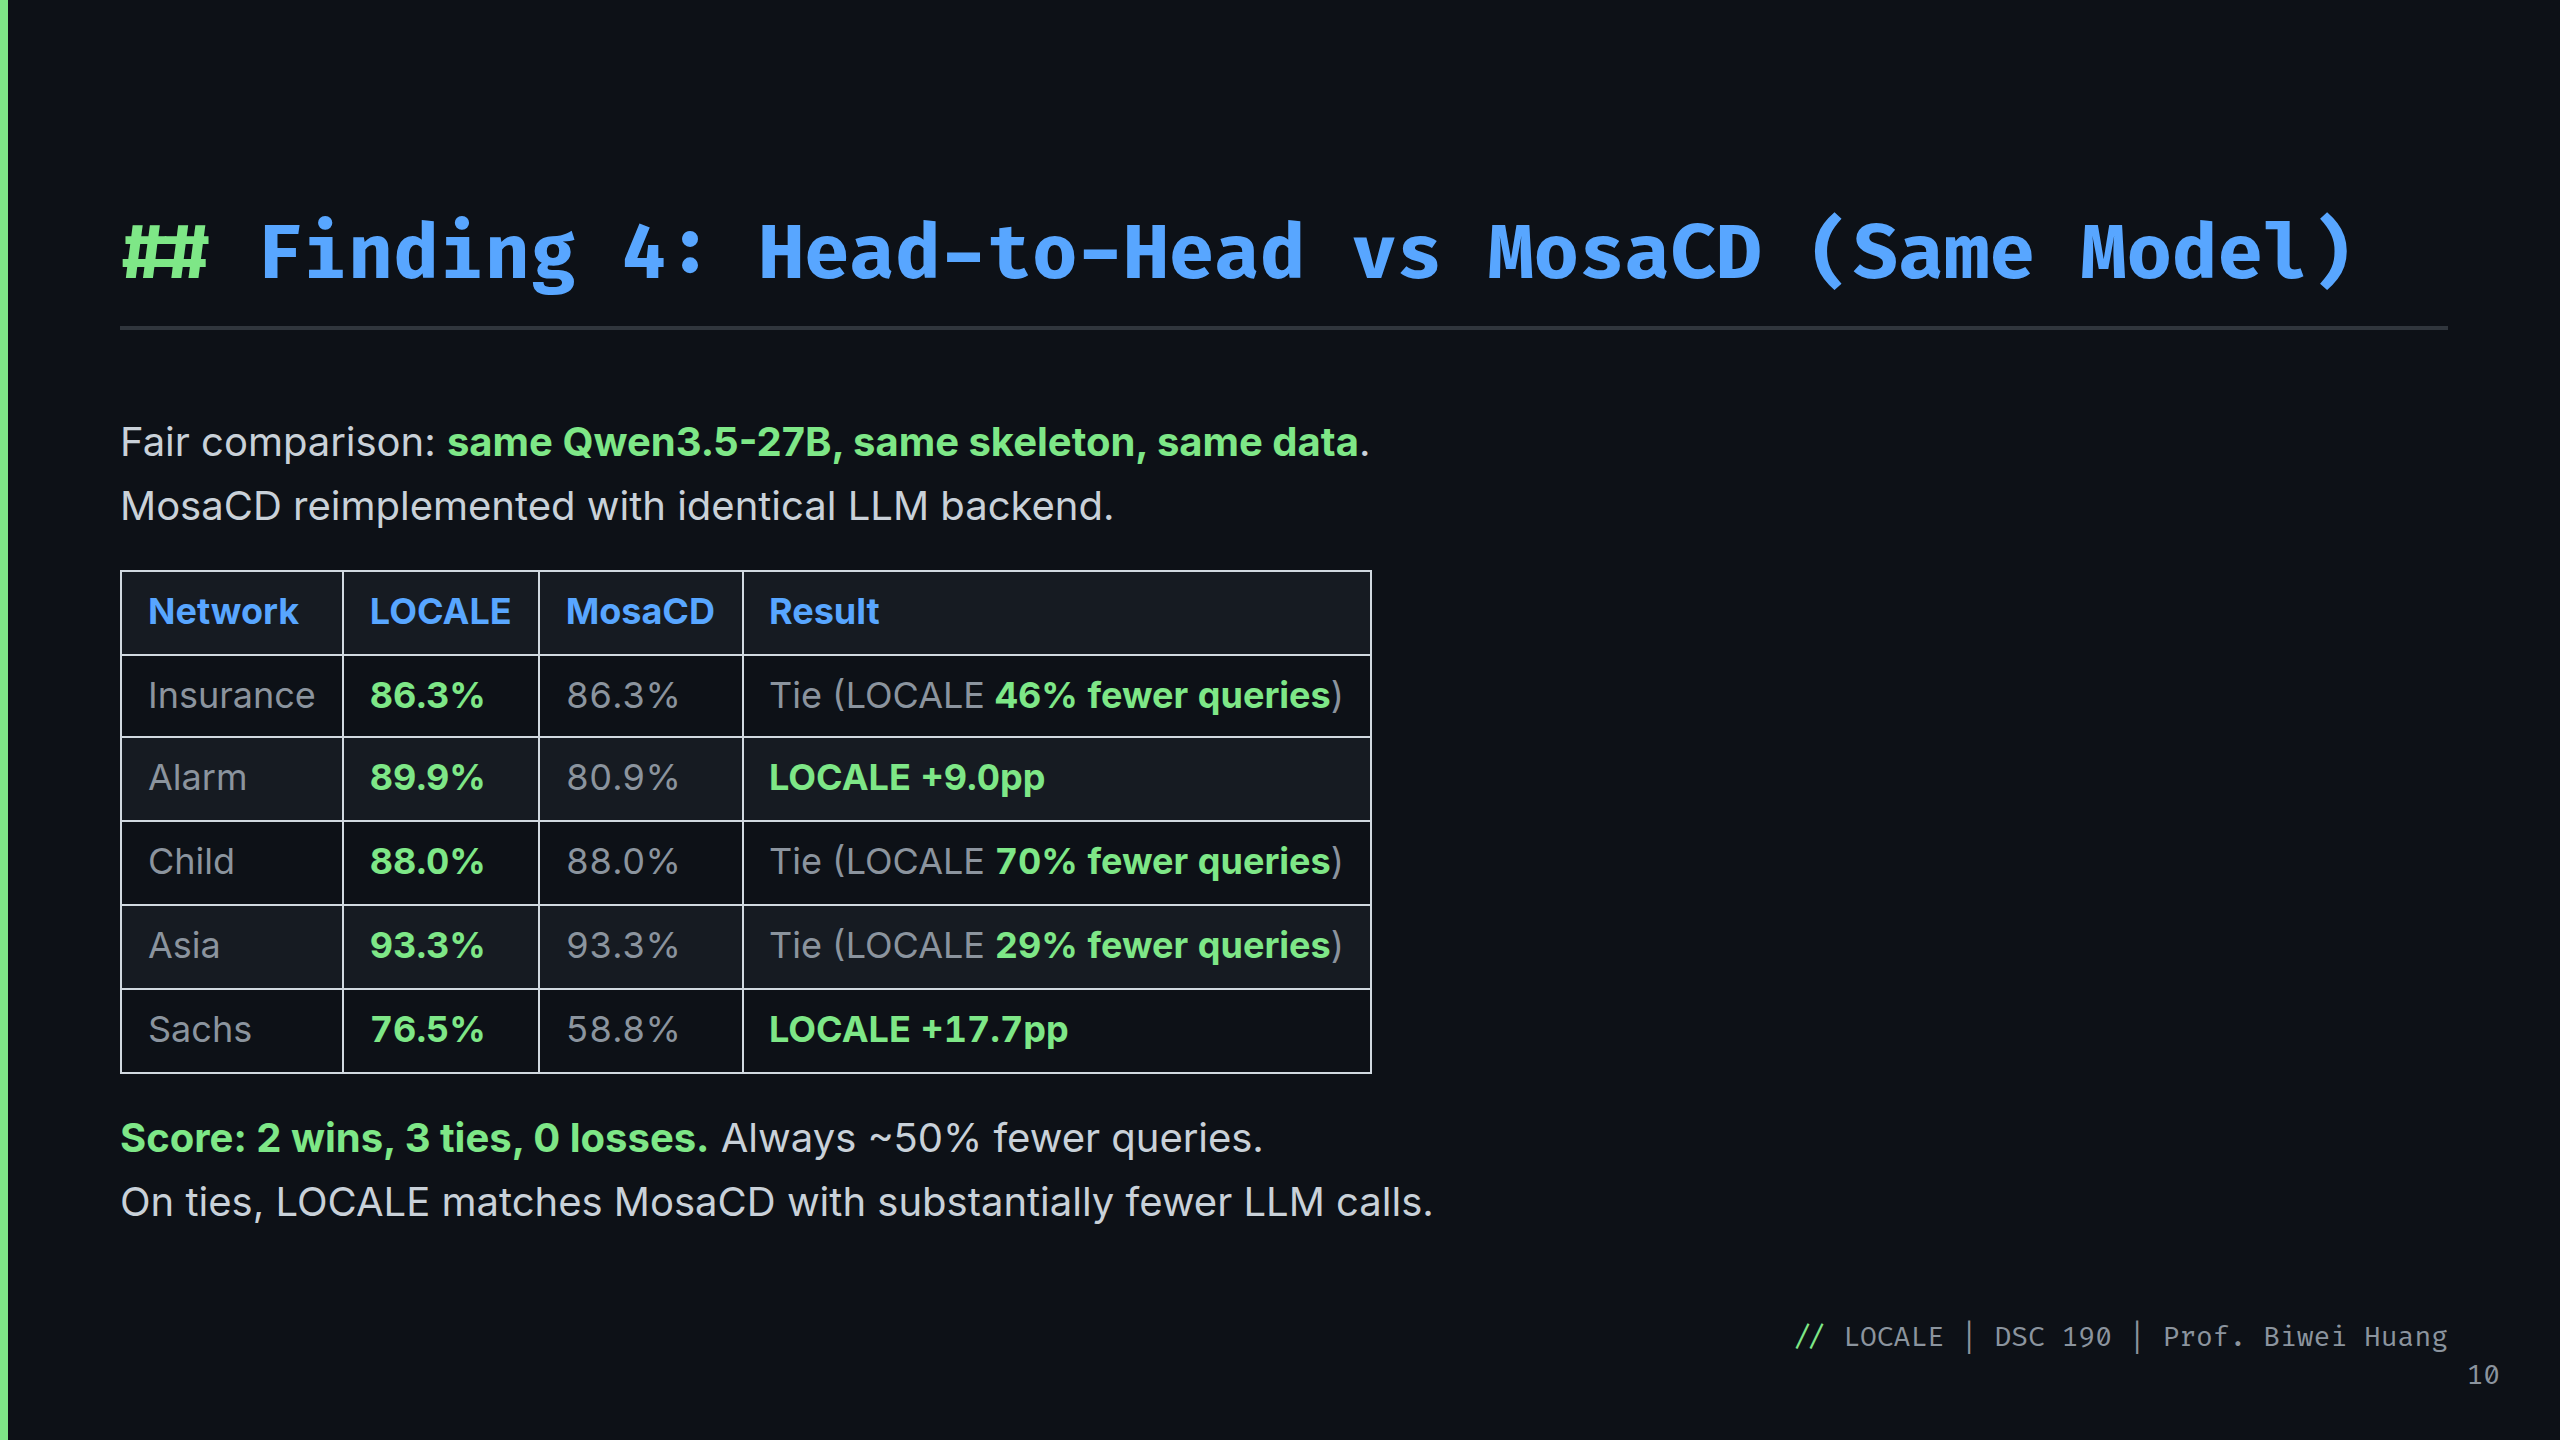 ## Finding 4: Head-to-Head vs MosaCD (Same Model)
Fair comparison: same Qwen3.5-27B, same skeleton, same data.
MosaCD reimplemented with identical LLM backend.
Network LOCALE MosaCD Result
Insurance 86.3% 86.3% Tie (LOCALE 46% fewer queries)
Alarm 89.9% 80.9% LOCALE +9.0pp
Child 88.0% 88.0% Tie (LOCALE 70% fewer queries)
Asia 93.3% 93.3% Tie (LOCALE 29% fewer queries)
Sachs 76.5% 58.8% LOCALE +17.7pp
Score: 2 wins, 3 ties, 0 losses. Always ~50% fewer queries.
On ties, LOCALE matches MosaCD with substantially fewer LLM calls.
// LOCALE | DSC 190 | Prof. Biwei Huang
10